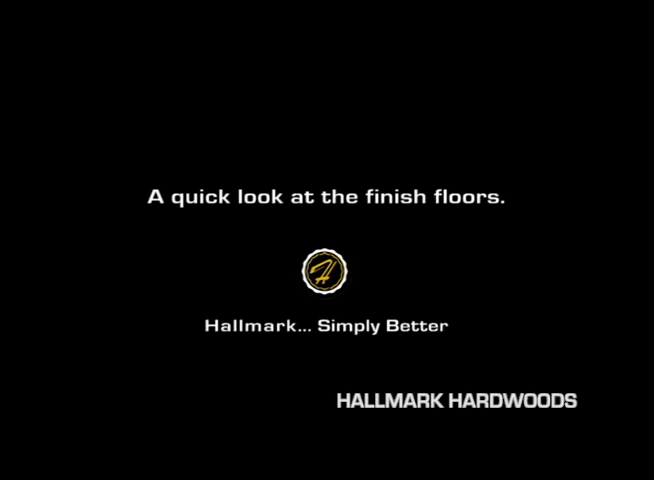 A quick look at the finish floors.
Hallmark... Simply Better
HALLMARK HARDWOODS